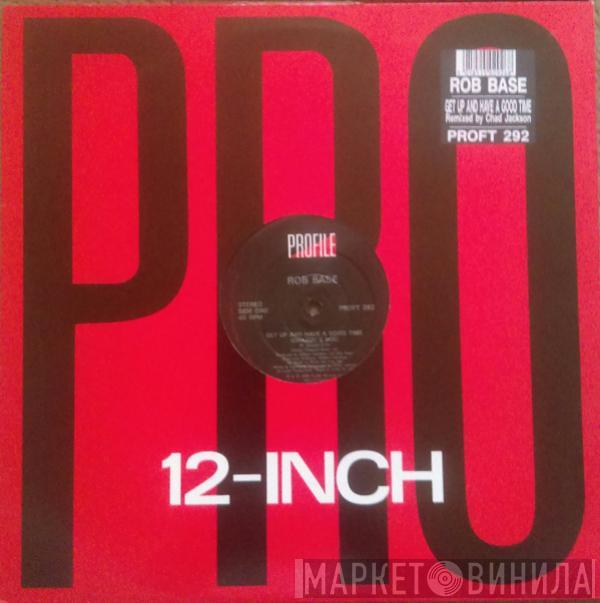 PRO
ROB BASE
GET UP AND HAVE A GOOD TIME
Remixed by Chad Jackson
PROFT 292
PROFILE
ROB BASE
STEREO
SIDE ONE
45 RPM
PROFT 292
GET UP AND HAVE A GOOD TIME
12-INCH
МАРКЕТ ВИНИЛА